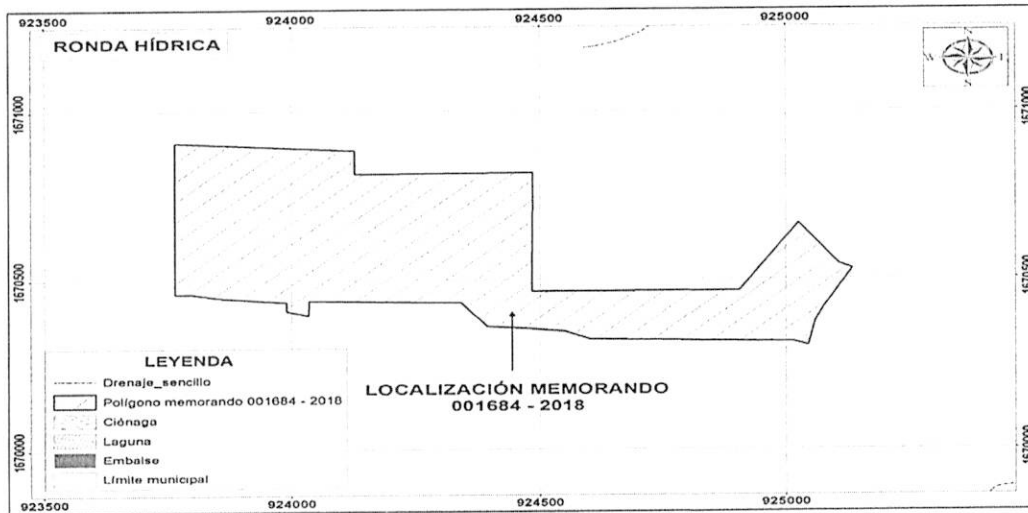 923500 924000 924500 925000
RONDA HÍDRICA
N
W
S
1671000 1671000
1670500 1670500
1670000 1670000
LEYENDA
Drenaje_sencillo
Polígono memorando 001684 - 2018
Ciénaga
Laguna
Embalse
Límite municipal
LOCALIZACIÓN MEMORANDO
001684 - 2018
923500 924000 924500 925000